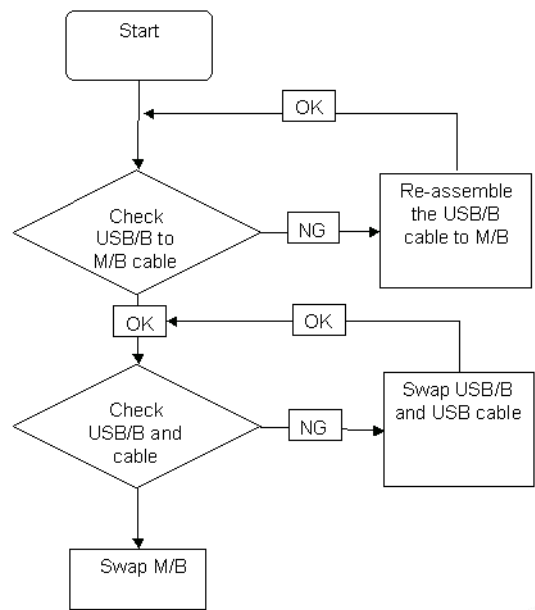 Start
OK
Check
USB/B to
M/B cable
NG
Re-assemble
the USB/B
cable to M/B
OK
OK
Check
USB/B and
cable
NG
Swap USB/B
and USB cable
Swap M/B